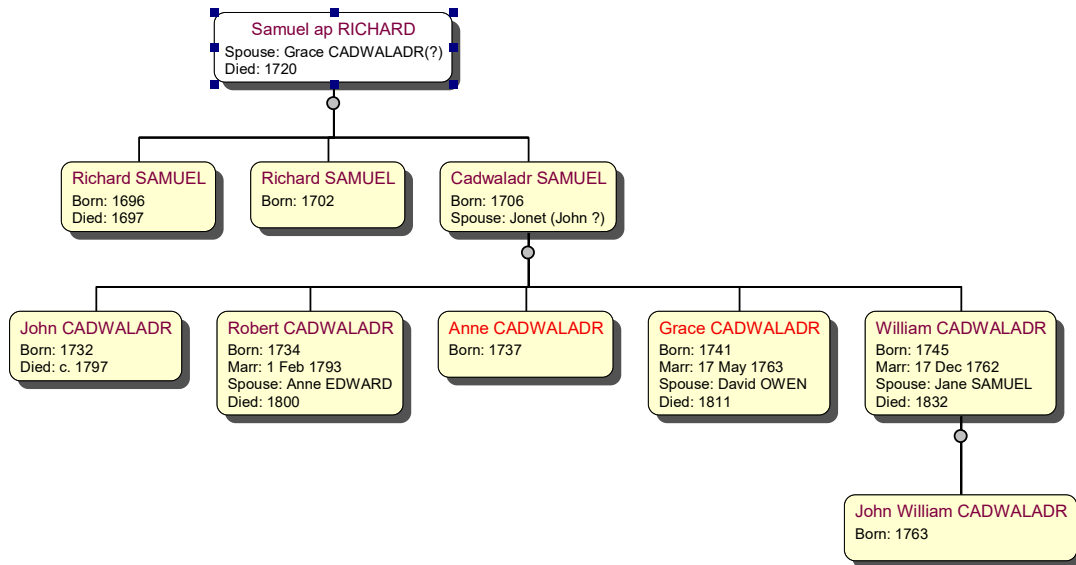 Samuel ap RICHARD
Spouse: Grace CADWALADR(?)
Died: 1720
Richard SAMUEL
Born: 1696
Died: 1697
Richard SAMUEL
Born: 1702
Cadwaladr SAMUEL
Born: 1706
Spouse: Jonet (John ?)
John CADWALADR
Born: 1732
Died: c. 1797
Robert CADWALADR
Born: 1734
Marr: 1 Feb 1793
Spouse: Anne EDWARD
Died: 1800
Anne CADWALADR
Born: 1737
Grace CADWALADR
Born: 1741
Marr: 17 May 1763
Spouse: David OWEN
Died: 1811
William CADWALADR
Born: 1745
Marr: 17 Dec 1762
Spouse: Jane SAMUEL
Died: 1832
John William CADWALADR
Born: 1763